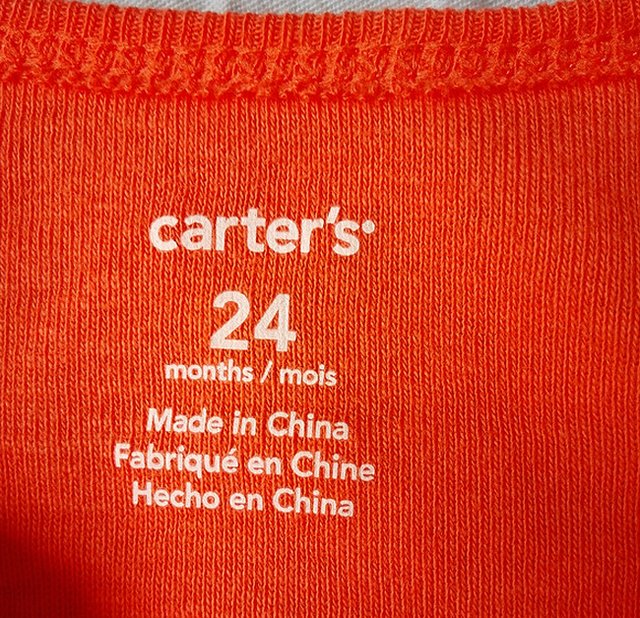 carter's®
24
months / mois
Made in China
Fabriqué en Chine
Hecho en China